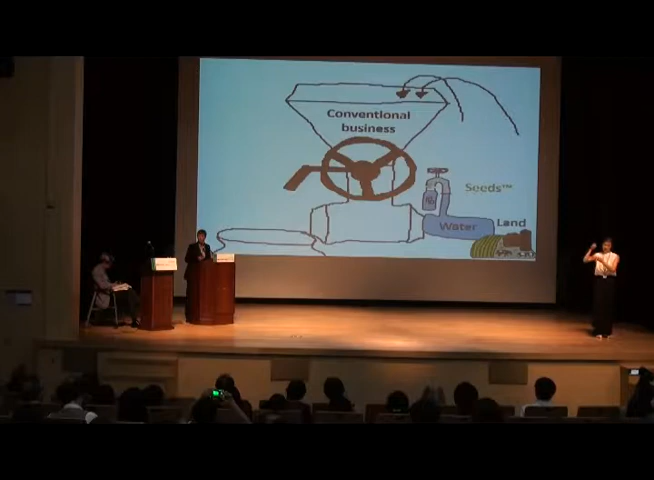 Conventional
business
Seeds™
Land
Water